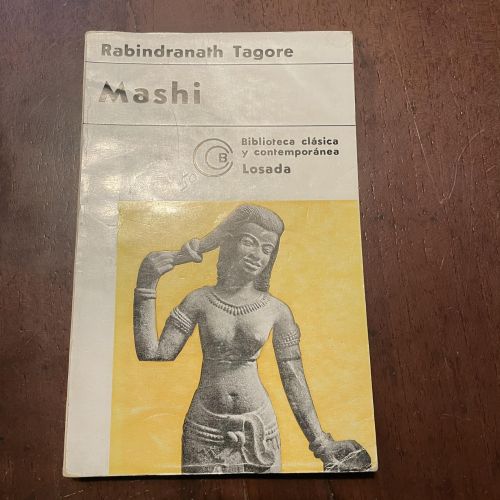 Rabindranath Tagore
Mashi
B
Biblioteca clásica
y contemporánea
Losada